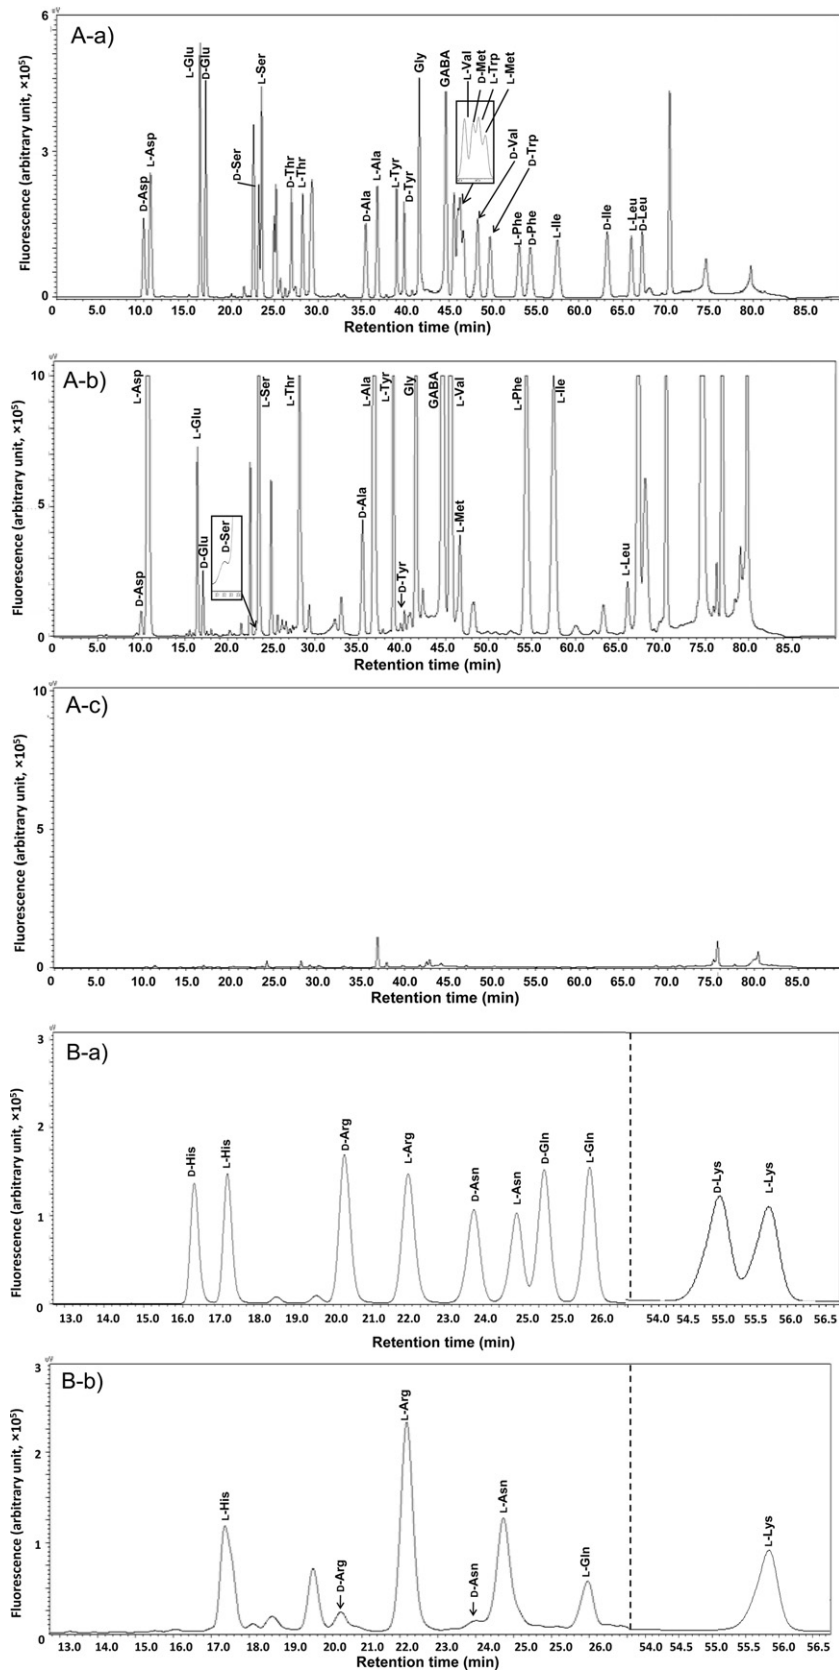 A-a)
uV
Fluorescence (arbitrary unit, ×10⁵)
6
3
0
D-Asp
L-Asp
L-Glu
D-Glu
D-Ser
L-Ser
D-Thr
L-Thr
D-Ala
L-Ala
L-Tyr
D-Tyr
Gly
GABA
L-Val
D-Met
L-Trp
L-Met
D-Val
D-Trp
L-Phe
D-Phe
L-Ile
D-Ile
L-Leu
D-Leu
0 5.0 10.0 15.0 20.0 25.0 30.0 35.0 40.0 45.0 50.0 55.0 60.0 65.0 70.0 75.0 80.0 85.0
Retention time (min)
A-b)
uV
Fluorescence (arbitrary unit, ×10⁵)
10
5
0
D-Asp
L-Asp
L-Glu
D-Glu
D-Ser
L-Ser
L-Thr
D-Ala
L-Ala
L-Tyr
D-Tyr
Gly
GABA
L-Val
L-Met
L-Phe
L-Ile
L-Leu
5.0 10.0 15.0 20.0 25.0 30.0 35.0 40.0 45.0 50.0 55.0 60.0 65.0 70.0 75.0 80.0 85.0
Retention time (min)
A-c)
uV
Fluorescence (arbitrary unit, ×10⁵)
10
5
0
0 5.0 10.0 15.0 20.0 25.0 30.0 35.0 40.0 45.0 50.0 55.0 60.0 65.0 70.0 75.0 80.0 85.0
Retention time (min)
B-a)
uV
Fluorescence (arbitrary unit, ×10⁵)
3
2
1
0
D-His
L-His
D-Arg
L-Arg
D-Asn
L-Asn
D-Gln
L-Gln
D-Lys
L-Lys
13.0 14.0 15.0 16.0 17.0 18.0 19.0 20.0 21.0 22.0 23.0 24.0 25.0 26.0 54.0 54.5 55.0 55.5 56.0 56.5
Retention time (min)
B-b)
uV
Fluorescence (arbitrary unit, ×10⁵)
3
2
1
0
L-His
D-Arg
L-Arg
D-Asn
L-Asn
L-Gln
L-Lys
13.0 14.0 15.0 16.0 17.0 18.0 19.0 20.0 21.0 22.0 23.0 24.0 25.0 26.0 54.0 54.5 55.0 55.5 56.0 56.5
Retention time (min)